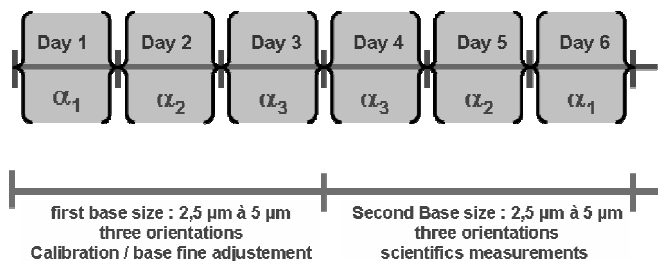 Day 1 Day 2 Day 3 Day 4 Day 5 Day 6
α1 α2 α3 α3 α2 α1
first base size : 2,5 µm à 5 µm
three orientations
Calibration / base fine adjustement
Second Base size : 2,5 µm à 5 µm
three orientations
scientifics measurements